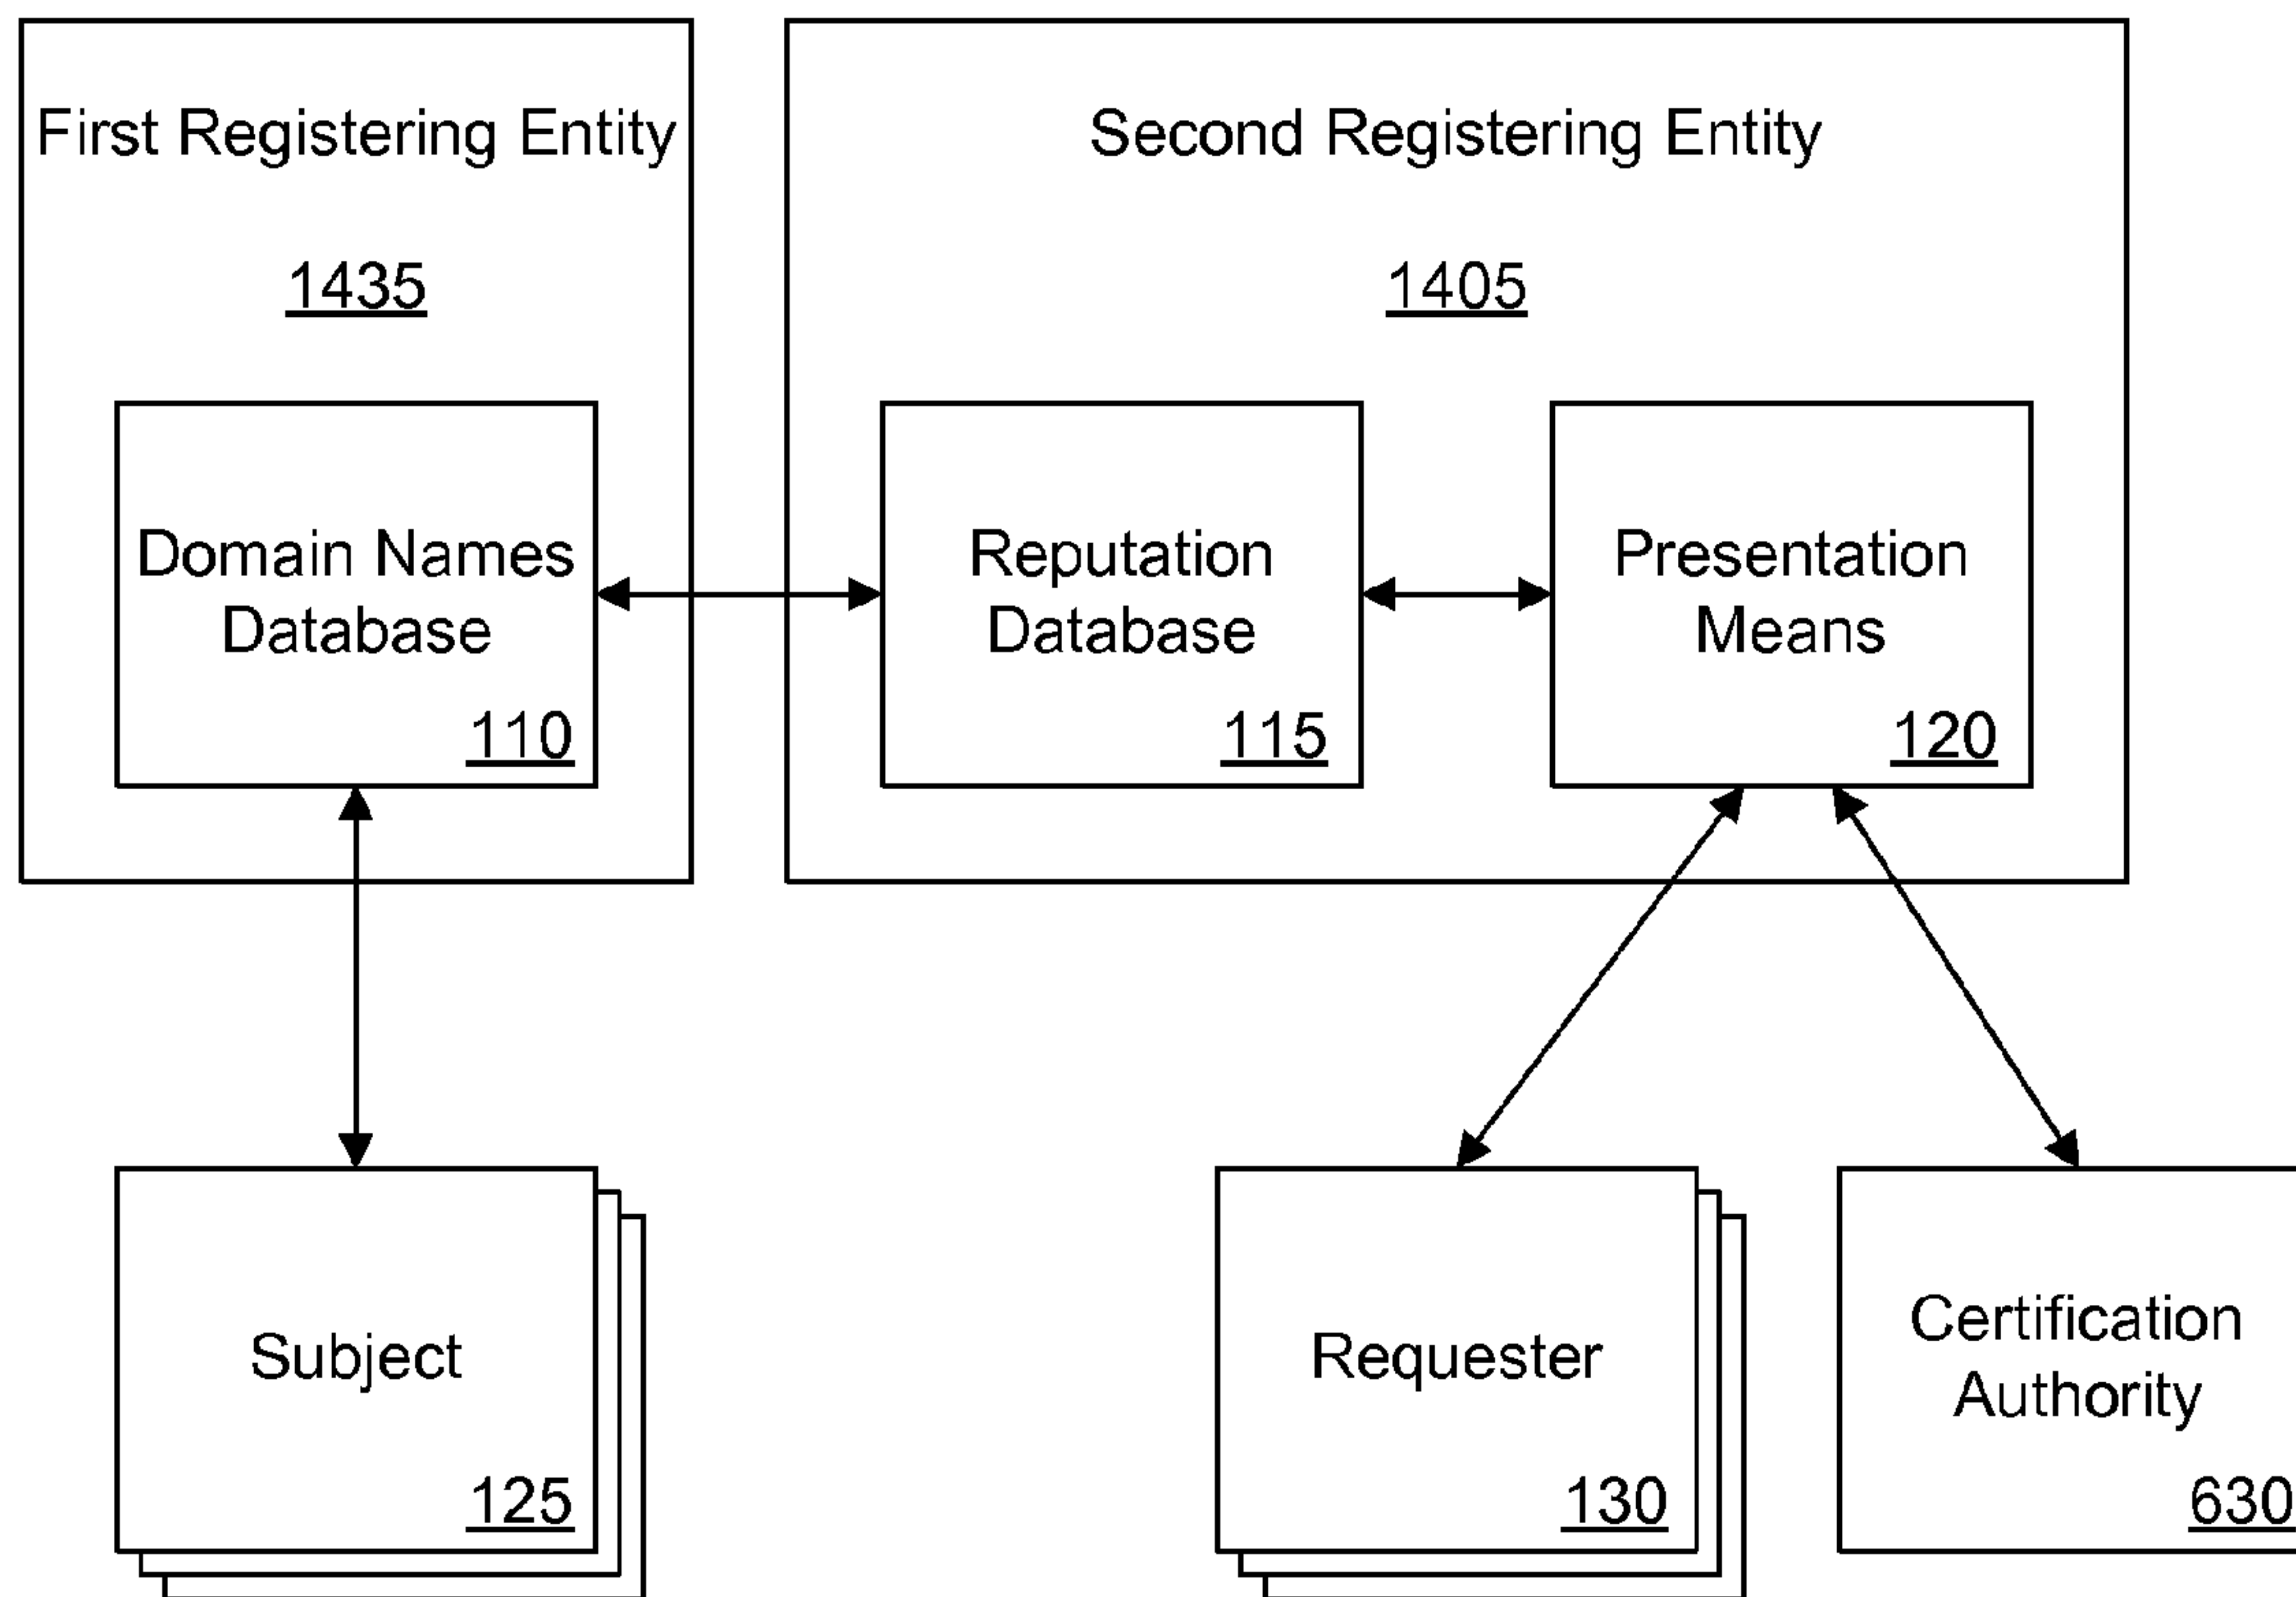 First Registering Entity
1435
Second Registering Entity
1405
Domain Names
Database
110
Reputation
Database
115
Presentation
Means
120
Subject
125
Requester
130
Certification
Authority
630